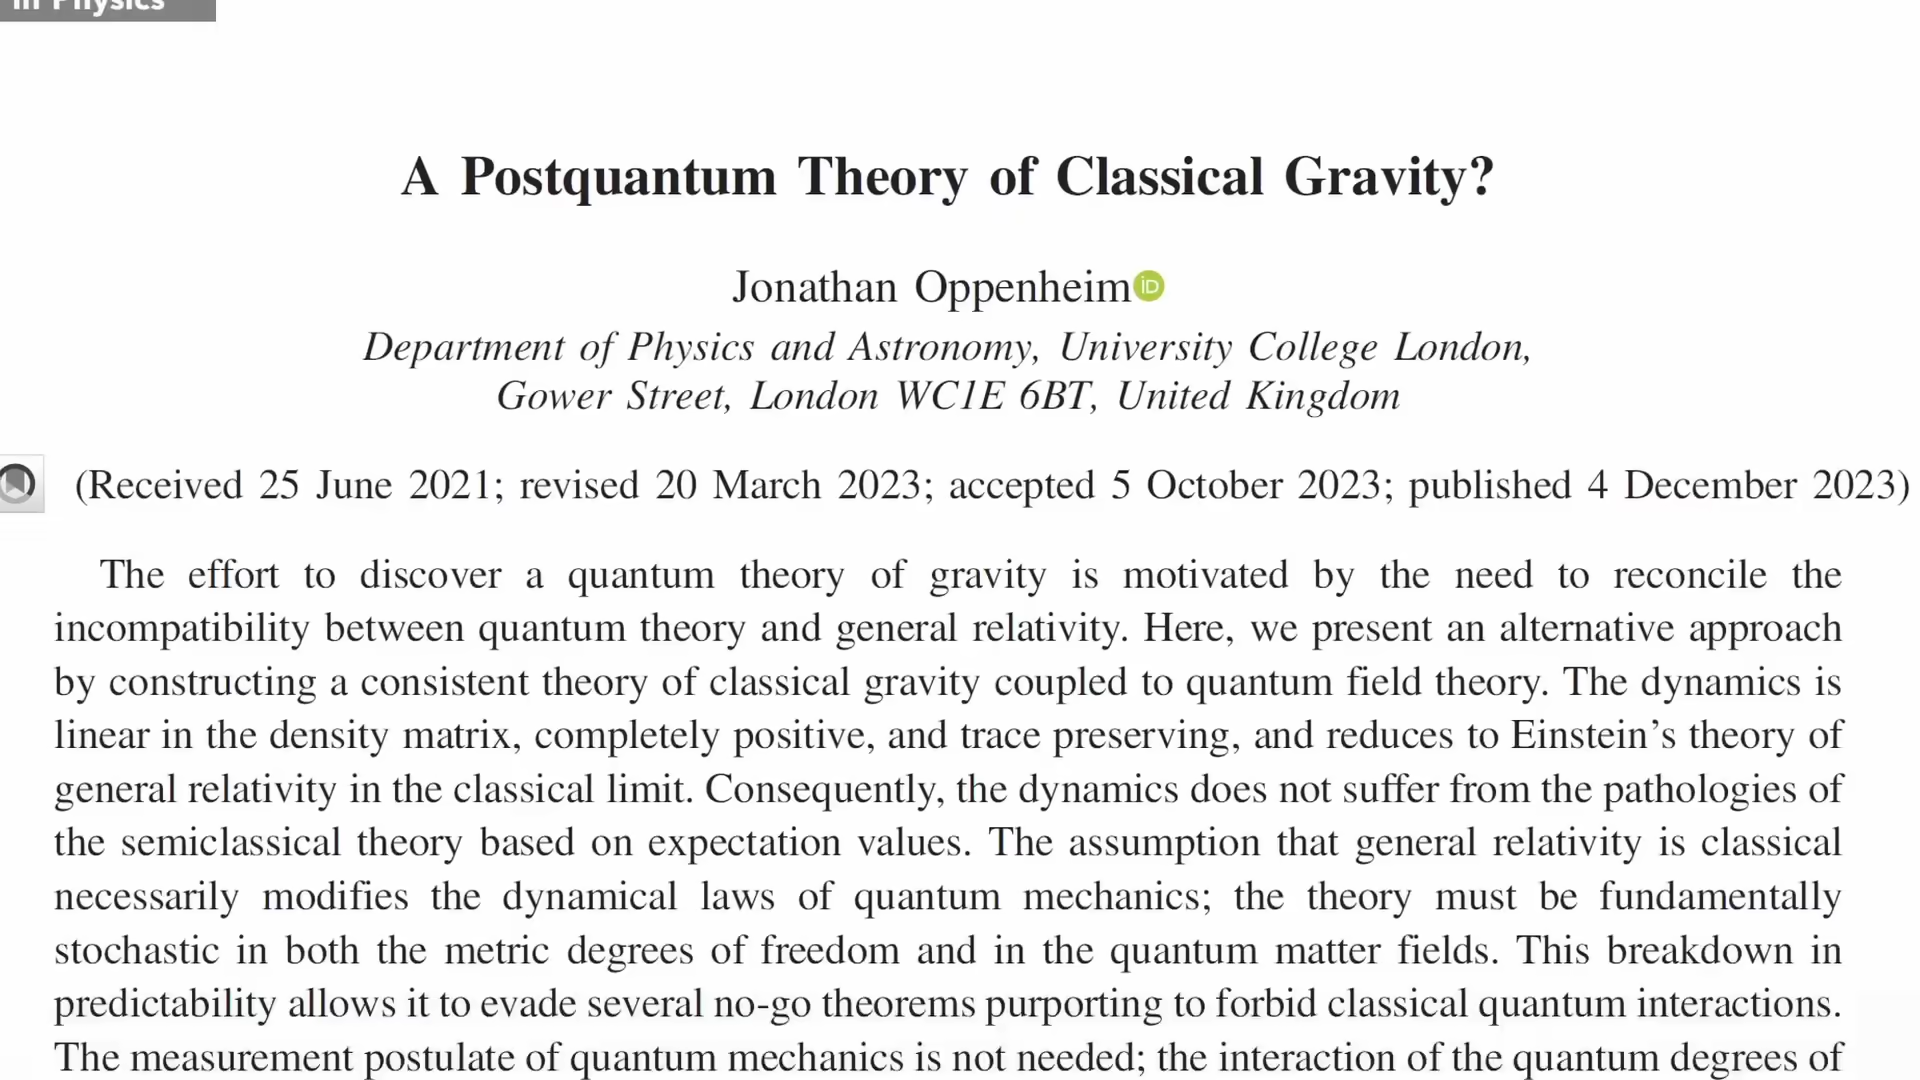 in Physics
A Postquantum Theory of Classical Gravity?
Jonathan Oppenheim iD
Department of Physics and Astronomy, University College London,
Gower Street, London WC1E 6BT, United Kingdom
(Received 25 June 2021; revised 20 March 2023; accepted 5 October 2023; published 4 December 2023)
The effort to discover a quantum theory of gravity is motivated by the need to reconcile the
incompatibility between quantum theory and general relativity. Here, we present an alternative approach
by constructing a consistent theory of classical gravity coupled to quantum field theory. The dynamics is
linear in the density matrix, completely positive, and trace preserving, and reduces to Einstein’s theory of
general relativity in the classical limit. Consequently, the dynamics does not suffer from the pathologies of
the semiclassical theory based on expectation values. The assumption that general relativity is classical
necessarily modifies the dynamical laws of quantum mechanics; the theory must be fundamentally
stochastic in both the metric degrees of freedom and in the quantum matter fields. This breakdown in
predictability allows it to evade several no-go theorems purporting to forbid classical quantum interactions.
The measurement postulate of quantum mechanics is not needed; the interaction of the quantum degrees of